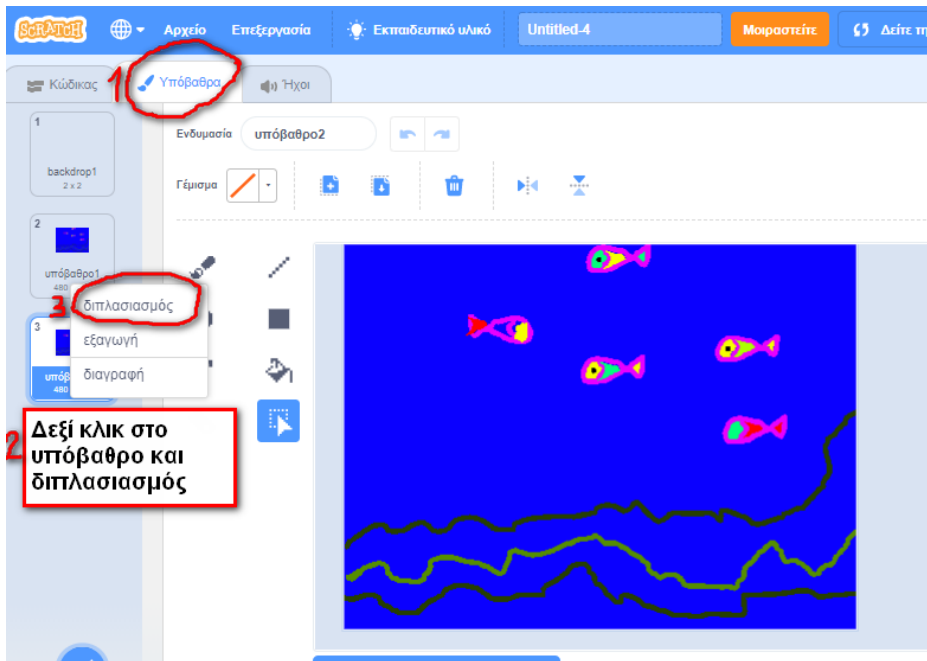 SCRATCH Αρχείο Επεξεργασία Εκπαιδευτικό υλικό Untitled-4 Μοιραστείτε Δείτε
1 Κώδικας Υπόβαθρα Ήχοι
1
backdrop1
2 x 2
Ενδυμασία υπόβαθρο2
Γέμισμα
2
υπόβαθρο1
480
3 διπλασιασμός
3
εξαγωγή
διαγραφή
480
2 Δεξί κλικ στο
υπόβαθρο και
διπλασιασμός